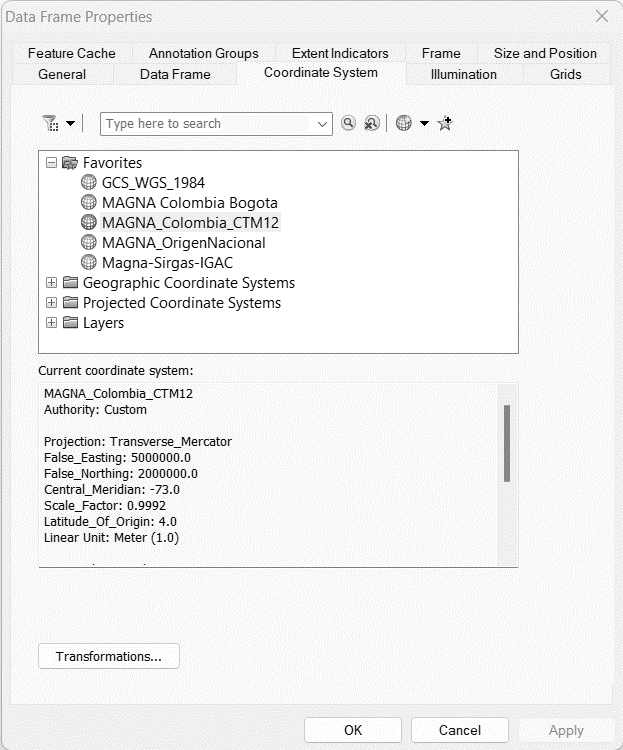 Data Frame Properties
Feature Cache
Annotation Groups
Extent Indicators
Frame
Size and Position
General
Data Frame
Coordinate System
Illumination
Grids
Type here to search
Favorites
GCS_WGS_1984
MAGNA Colombia Bogota
MAGNA_Colombia_CTM12
MAGNA_OrigenNacional
Magna-Sirgas-IGAC
Geographic Coordinate Systems
Projected Coordinate Systems
Layers
Current coordinate system:
MAGNA_Colombia_CTM12
Authority: Custom
Projection: Transverse_Mercator
False_Easting: 5000000.0
False_Northing: 2000000.0
Central_Meridian: -73.0
Scale_Factor: 0.9992
Latitude_Of_Origin: 4.0
Linear Unit: Meter (1.0)
Transformations...
OK
Cancel
Apply